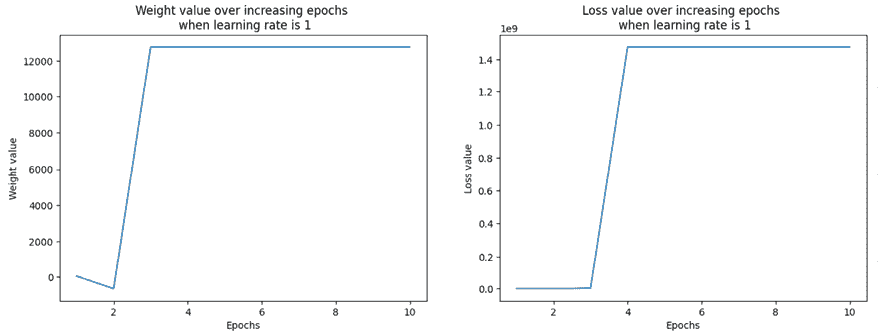 Weight value over increasing epochs
when learning rate is 1
12000
10000
8000
6000
4000
2000
0
Weight value
2 4 6 8 10
Epochs
Loss value over increasing epochs
when learning rate is 1
1e9
1.4
1.2
1.0
0.8
0.6
0.4
0.2
0.0
Loss value
2 4 6 8 10
Epochs